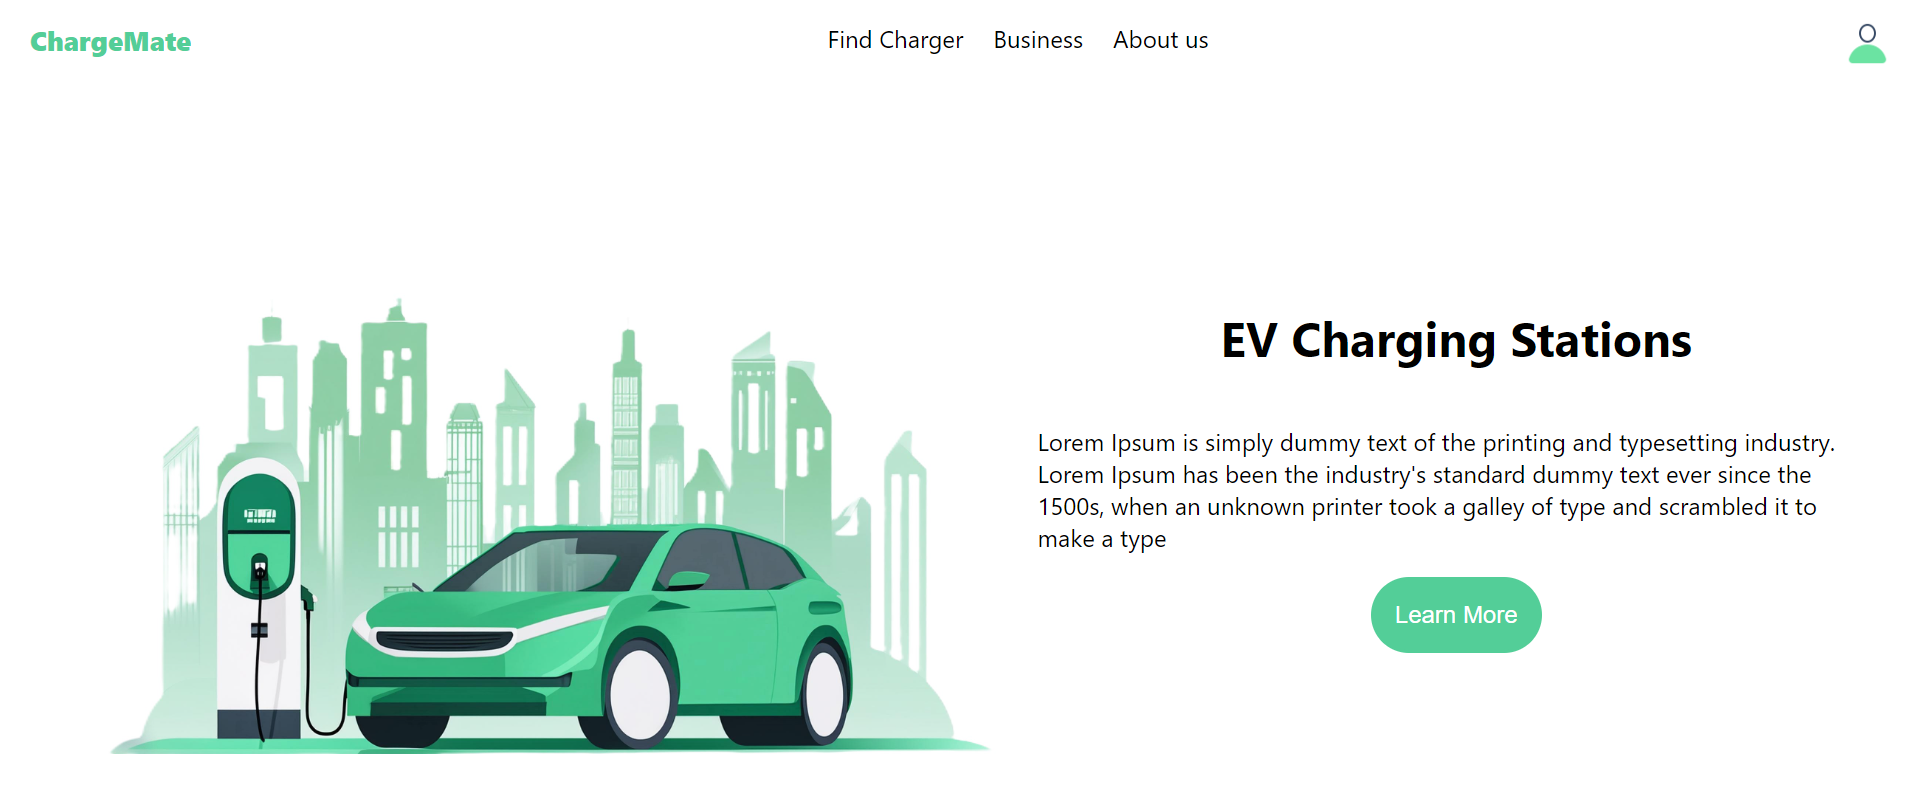 ChargeMate
Find Charger
Business
About us
EV Charging Stations
Lorem Ipsum is simply dummy text of the printing and typesetting industry.
Lorem Ipsum has been the industry's standard dummy text ever since the
1500s, when an unknown printer took a galley of type and scrambled it to
make a type
Learn More